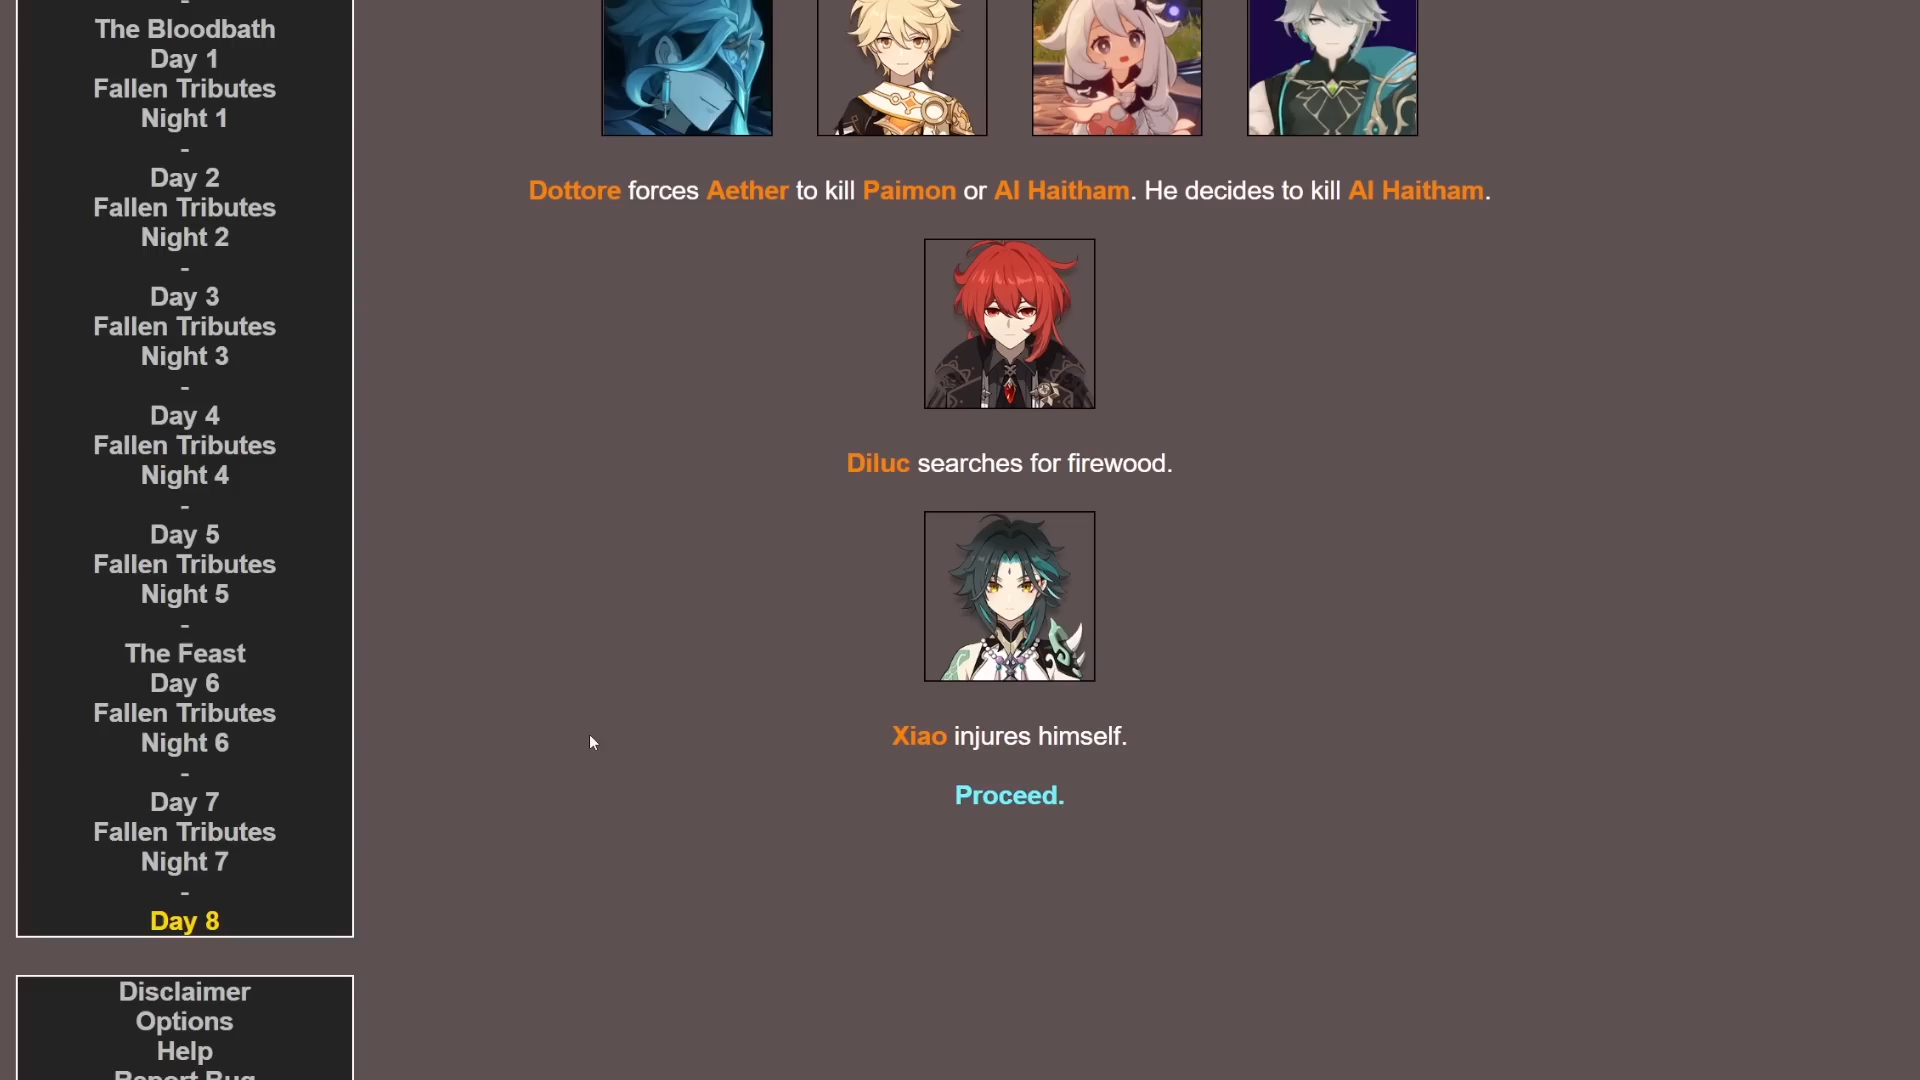 -
The Bloodbath
Day 1
Fallen Tributes
Night 1
-
Day 2
Fallen Tributes
Night 2
-
Day 3
Fallen Tributes
Night 3
-
Day 4
Fallen Tributes
Night 4
-
Day 5
Fallen Tributes
Night 5
-
The Feast
Day 6
Fallen Tributes
Night 6
-
Day 7
Fallen Tributes
Night 7
-
Day 8
Disclaimer
Options
Help
Report Bug
Dottore forces Aether to kill Paimon or Al Haitham. He decides to kill Al Haitham.
Diluc searches for firewood.
Xiao injures himself.
Proceed.